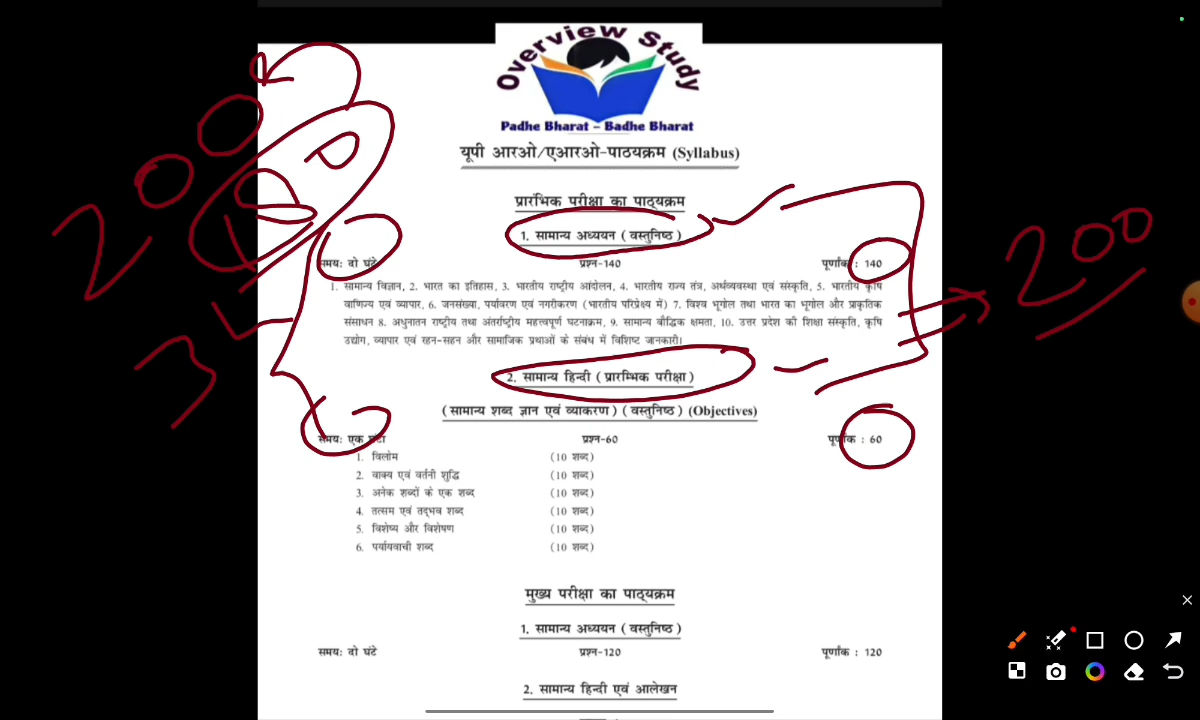 Overview Study
Padhe Bharat – Badhe Bharat
यूपी आरओ/एआरओ-पाठयक्रम (Syllabus)
प्रारंभिक परीक्षा का पाठ्यक्रम
1. सामान्य अध्ययन (वस्तुनिष्ठ)
समय: दो घंटे प्रश्न-140 पूर्णांक : 140
1. सामान्य विज्ञान, 2. भारत का इतिहास, 3. भारतीय राष्ट्रीय आंदोलन, 4. भारतीय राज्य तंत्र, अर्थव्यवस्था एवं संस्कृति, 5. भारतीय कृषि
वाणिज्य एवं व्यापार, 6. जनसंख्या, पर्यावरण एवं नगरीकरण (भारतीय परिप्रेक्ष्य में) 7. विश्व भूगोल तथा भारत का भूगोल और प्राकृतिक
संसाधन 8. अधुनातन राष्ट्रीय तथा अंतर्राष्ट्रीय महत्त्वपूर्ण घटनाक्रम, 9. सामान्य बौद्धिक क्षमता, 10. उत्तर प्रदेश की शिक्षा संस्कृति, कृषि
उद्योग, व्यापार एवं रहन-सहन और सामाजिक प्रथाओं के संबंध में विशिष्ट जानकारी।
200
200
3
2. सामान्य हिन्दी (प्रारम्भिक परीक्षा)
(सामान्य शब्द ज्ञान एवं व्याकरण) (वस्तुनिष्ठ) (Objectives)
समय: एक घंटा प्रश्न-60 पूर्णांक : 60
1. विलोम (10 शब्द)
2. वाक्य एवं वर्तनी शुद्धि (10 शब्द)
3. अनेक शब्दों के एक शब्द (10 शब्द)
4. तत्सम एवं तद्भव शब्द (10 शब्द)
5. विशेष्य और विशेषण (10 शब्द)
6. पर्यायवाची शब्द (10 शब्द)
मुख्य परीक्षा का पाठ्यक्रम
1. सामान्य अध्ययन (वस्तुनिष्ठ)
समय: दो घंटे प्रश्न-120 पूर्णांक : 120
2. सामान्य हिन्दी एवं आलेखन